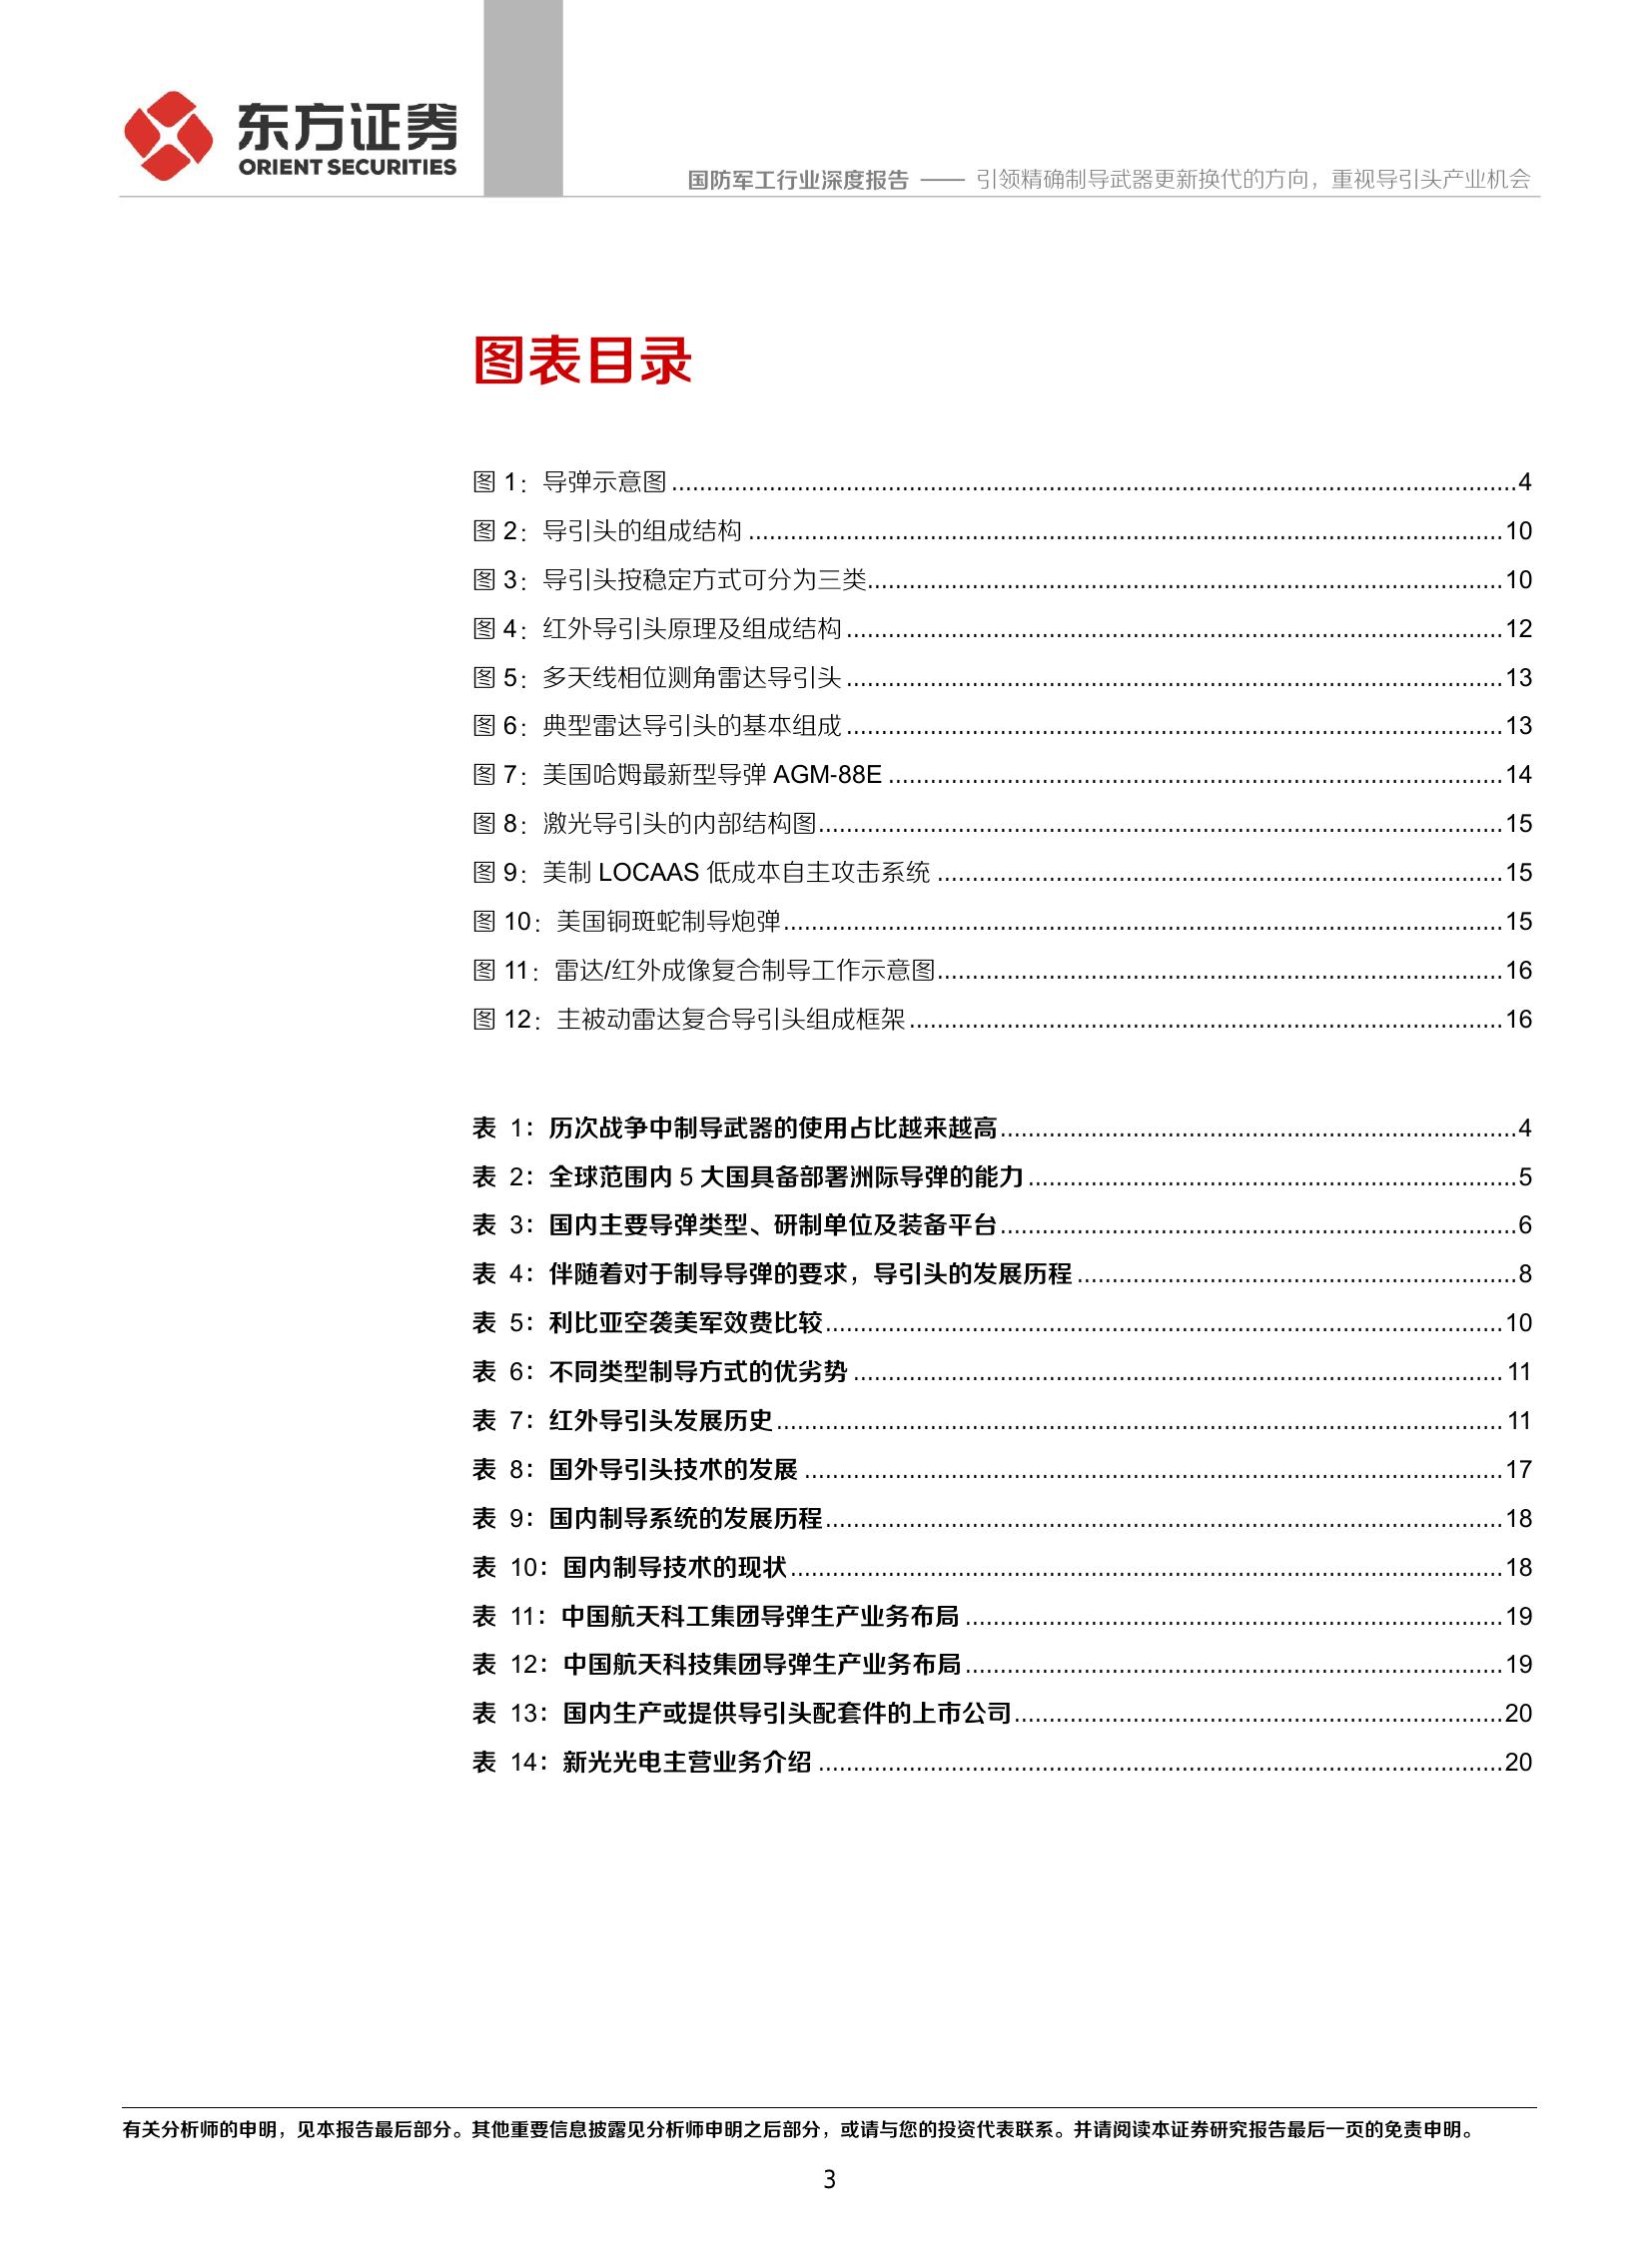 东方证券
ORIENT SECURITIES
国防军工行业深度报告 —— 引领精确制导武器更新换代的方向，重视导引头产业机会
图表目录
图 1：导弹示意图....................4
图 2：导引头的组成结构....................10
图 3：导引头按稳定方式可分为三类....................10
图 4：红外导引头原理及组成结构....................12
图 5：多天线相位测角雷达导引头....................13
图 6：典型雷达导引头的基本组成....................13
图 7：美国哈姆最新型导弹 AGM-88E....................14
图 8：激光导引头的内部结构图....................15
图 9：美制 LOCAAS 低成本自主攻击系统....................15
图 10：美国铜斑蛇制导炮弹....................15
图 11：雷达/红外成像复合制导工作示意图....................16
图 12：主被动雷达复合导引头组成框架....................16
表 1：历次战争中制导武器的使用占比越来越高....................4
表 2：全球范围内 5 大国具备部署洲际导弹的能力....................5
表 3：国内主要导弹类型、研制单位及装备平台....................6
表 4：伴随着对于制导导弹的要求，导引头的发展历程....................8
表 5：利比亚空袭美军效费比较....................10
表 6：不同类型制导方式的优劣势....................11
表 7：红外导引头发展历史....................11
表 8：国外导引头技术的发展....................17
表 9：国内制导系统的发展历程....................18
表 10：国内制导技术的现状....................18
表 11：中国航天科工集团导弹生产业务布局....................19
表 12：中国航天科技集团导弹生产业务布局....................19
表 13：国内生产或提供导引头配套件的上市公司....................20
表 14：新光光电主营业务介绍....................20
有关分析师的申明，见本报告最后部分。其他重要信息披露见分析师申明之后部分，或请与您的投资代表联系。并请阅读本证券研究报告最后一页的免责申明。
3